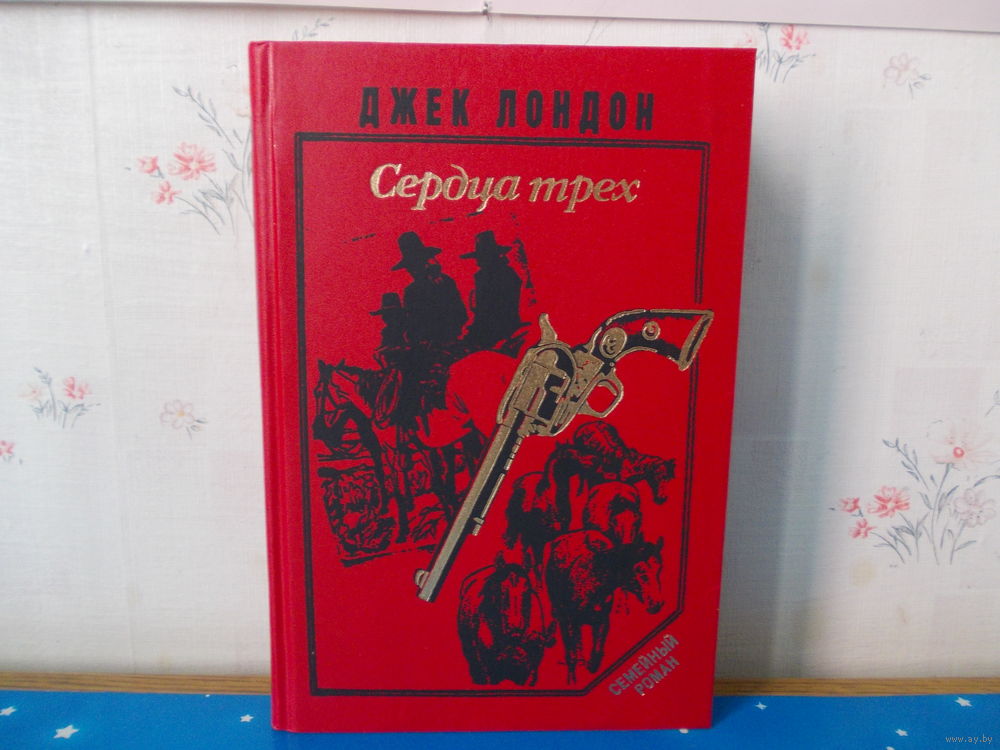 ДЖЕК ЛОНДОН
Сердца трех
СЕМЕЙНЫЙ
РОМАН
www.ay.by